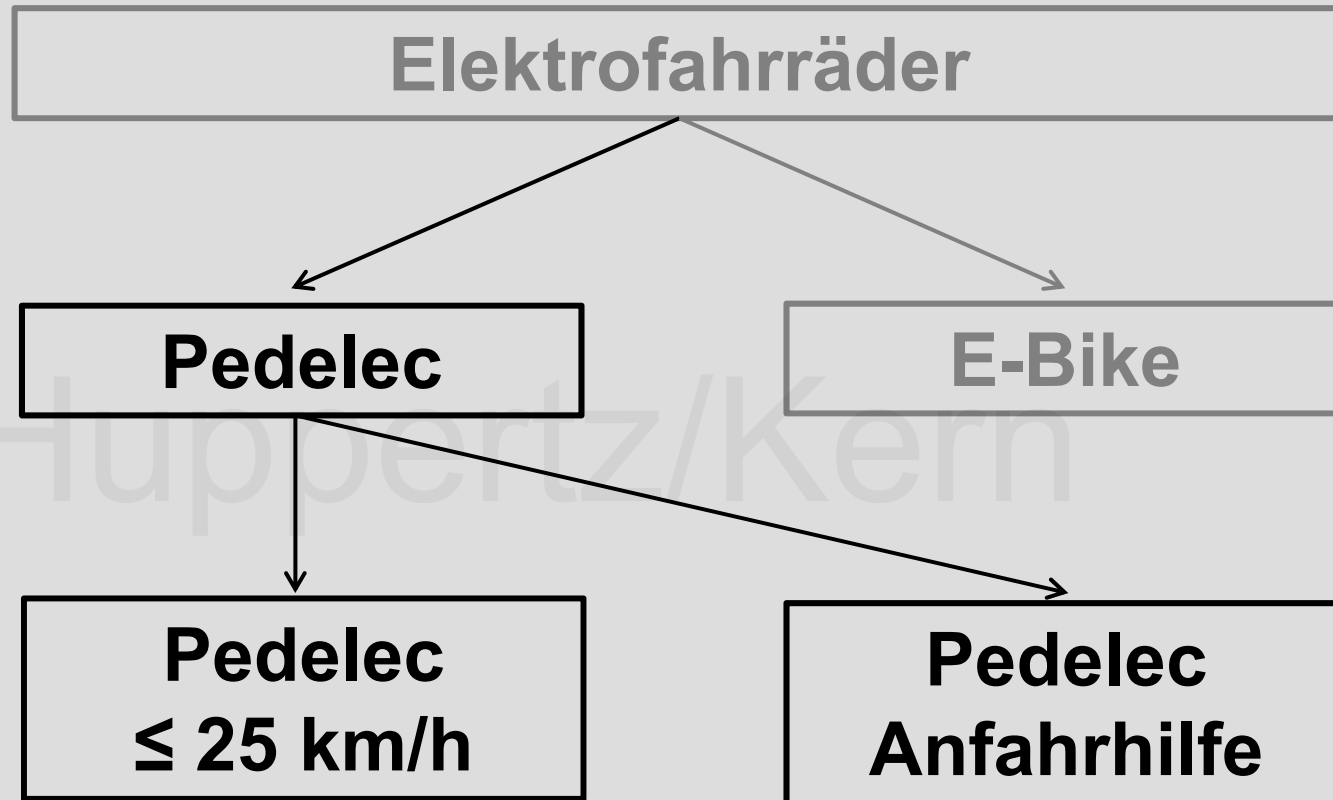 Elektrofahrräder
Pedelec
E-Bike
Huppertz/Kern
Pedelec
≤ 25 km/h
Pedelec
Anfahrhilfe